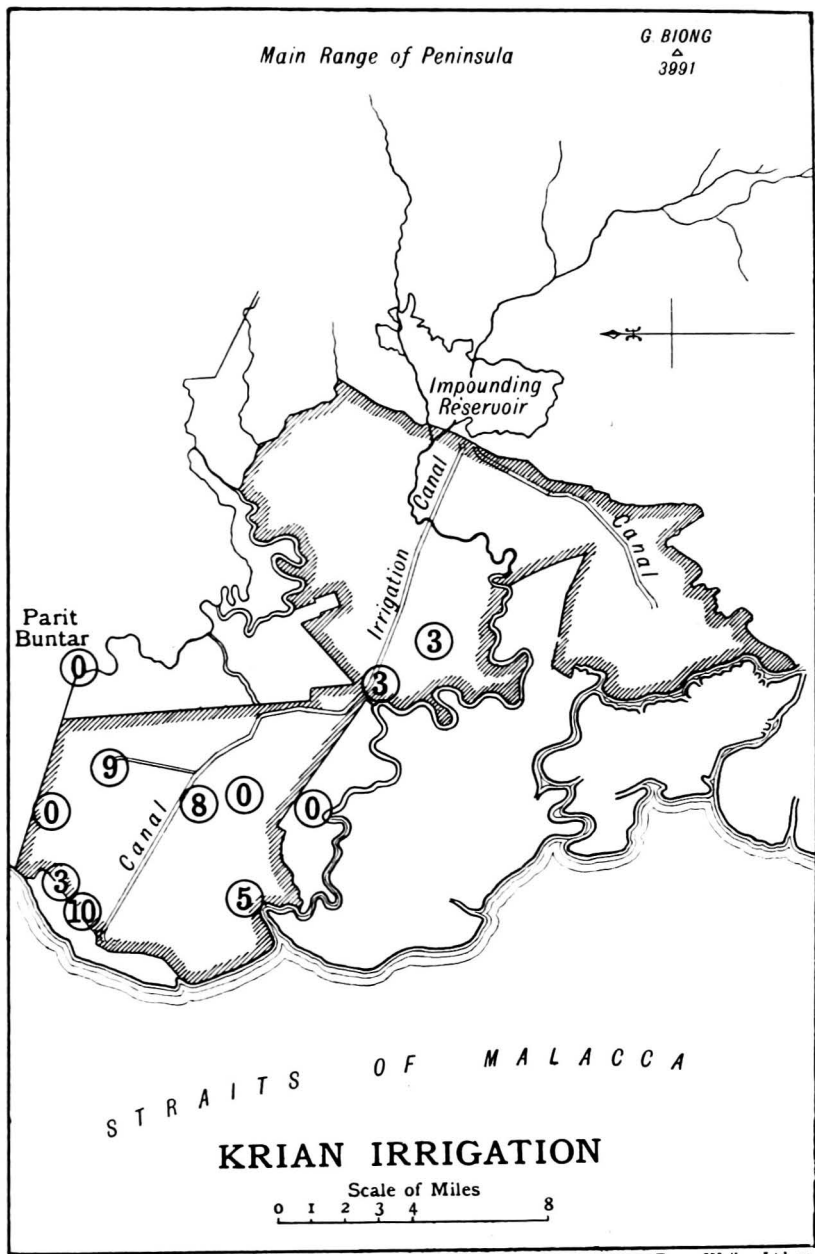 Main Range of Peninsula
G. BIONG
3991
Impounding
Reservoir
Canal
Irrigation
Canal
Parit
Buntar
0
3
3
9
0
8
0
0
3
10
5
Canal
STRAITS OF MALACCA
KRIAN IRRIGATION
Scale of Miles
0 1 2 3 4 8